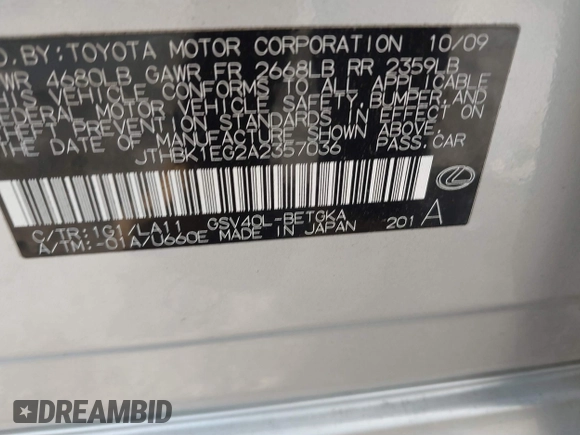 D.BY:TOYOTA MOTOR CORPORATION 10/09
WR 4680LB GAWR FR 2668LB RR 2359LB
HIS VEHICLE CONFORMS TO ALL APPLICABLE
FEDERAL MOTOR VEHICLE SAFETY, BUMPER, AND
THEFT PREVENTION STANDARDS IN EFFECT ON
THE DATE OF MANUFACTURE SHOWN ABOVE.
JTHBK1EG2A2357036 PASS.CAR
C/TR:1G1/LA11 GSV40L-BETGKA
A/TM:-01A/U660E MADE IN JAPAN 201 A
DREAMBID